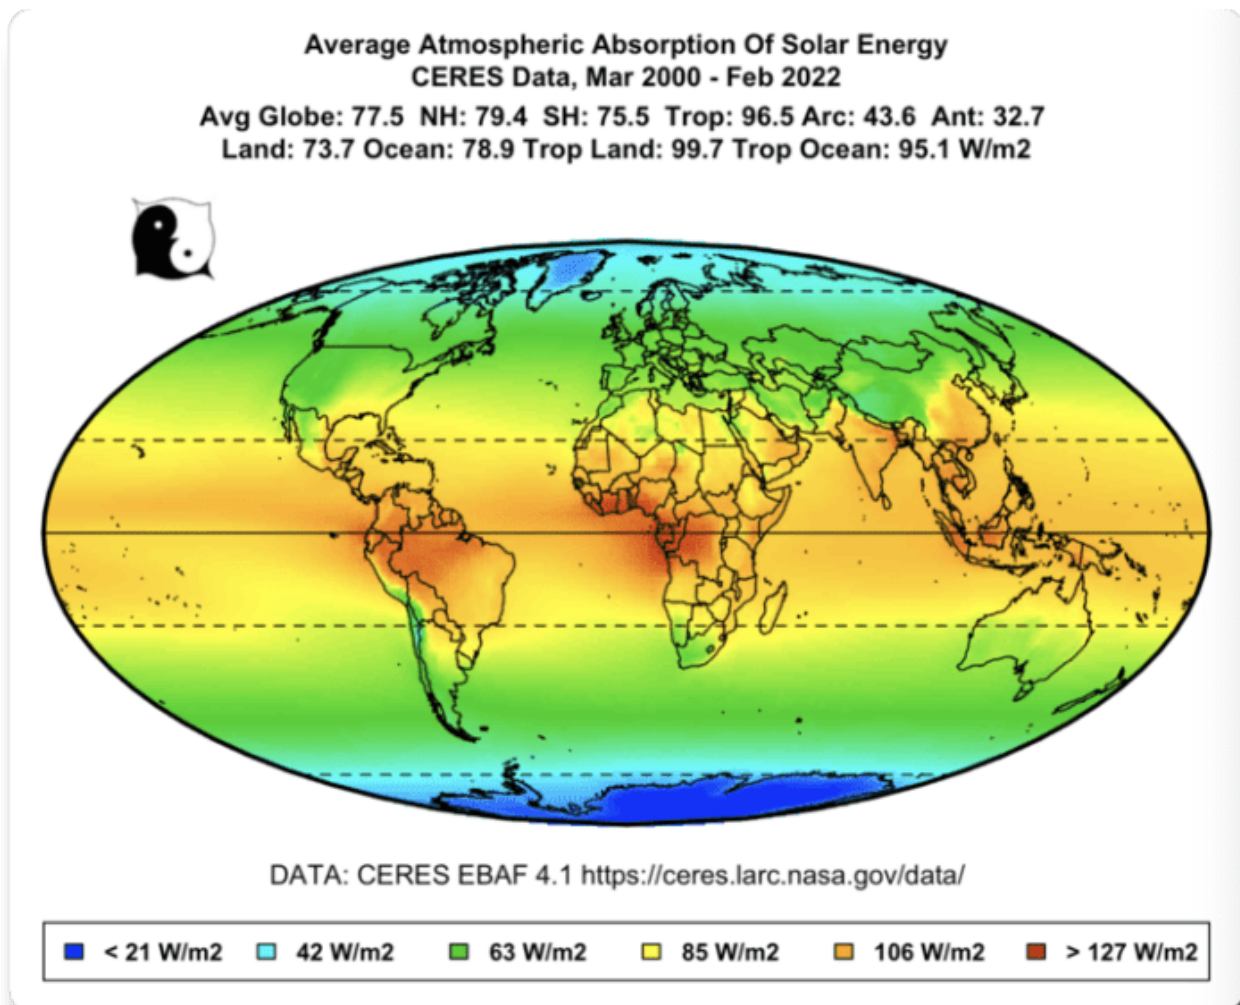 Average Atmospheric Absorption Of Solar Energy
CERES Data, Mar 2000 - Feb 2022
Avg Globe: 77.5 NH: 79.4 SH: 75.5 Trop: 96.5 Arc: 43.6 Ant: 32.7
Land: 73.7 Ocean: 78.9 Trop Land: 99.7 Trop Ocean: 95.1 W/m2
DATA: CERES EBAF 4.1 https://ceres.larc.nasa.gov/data/
< 21 W/m2 42 W/m2 63 W/m2 85 W/m2 106 W/m2 > 127 W/m2